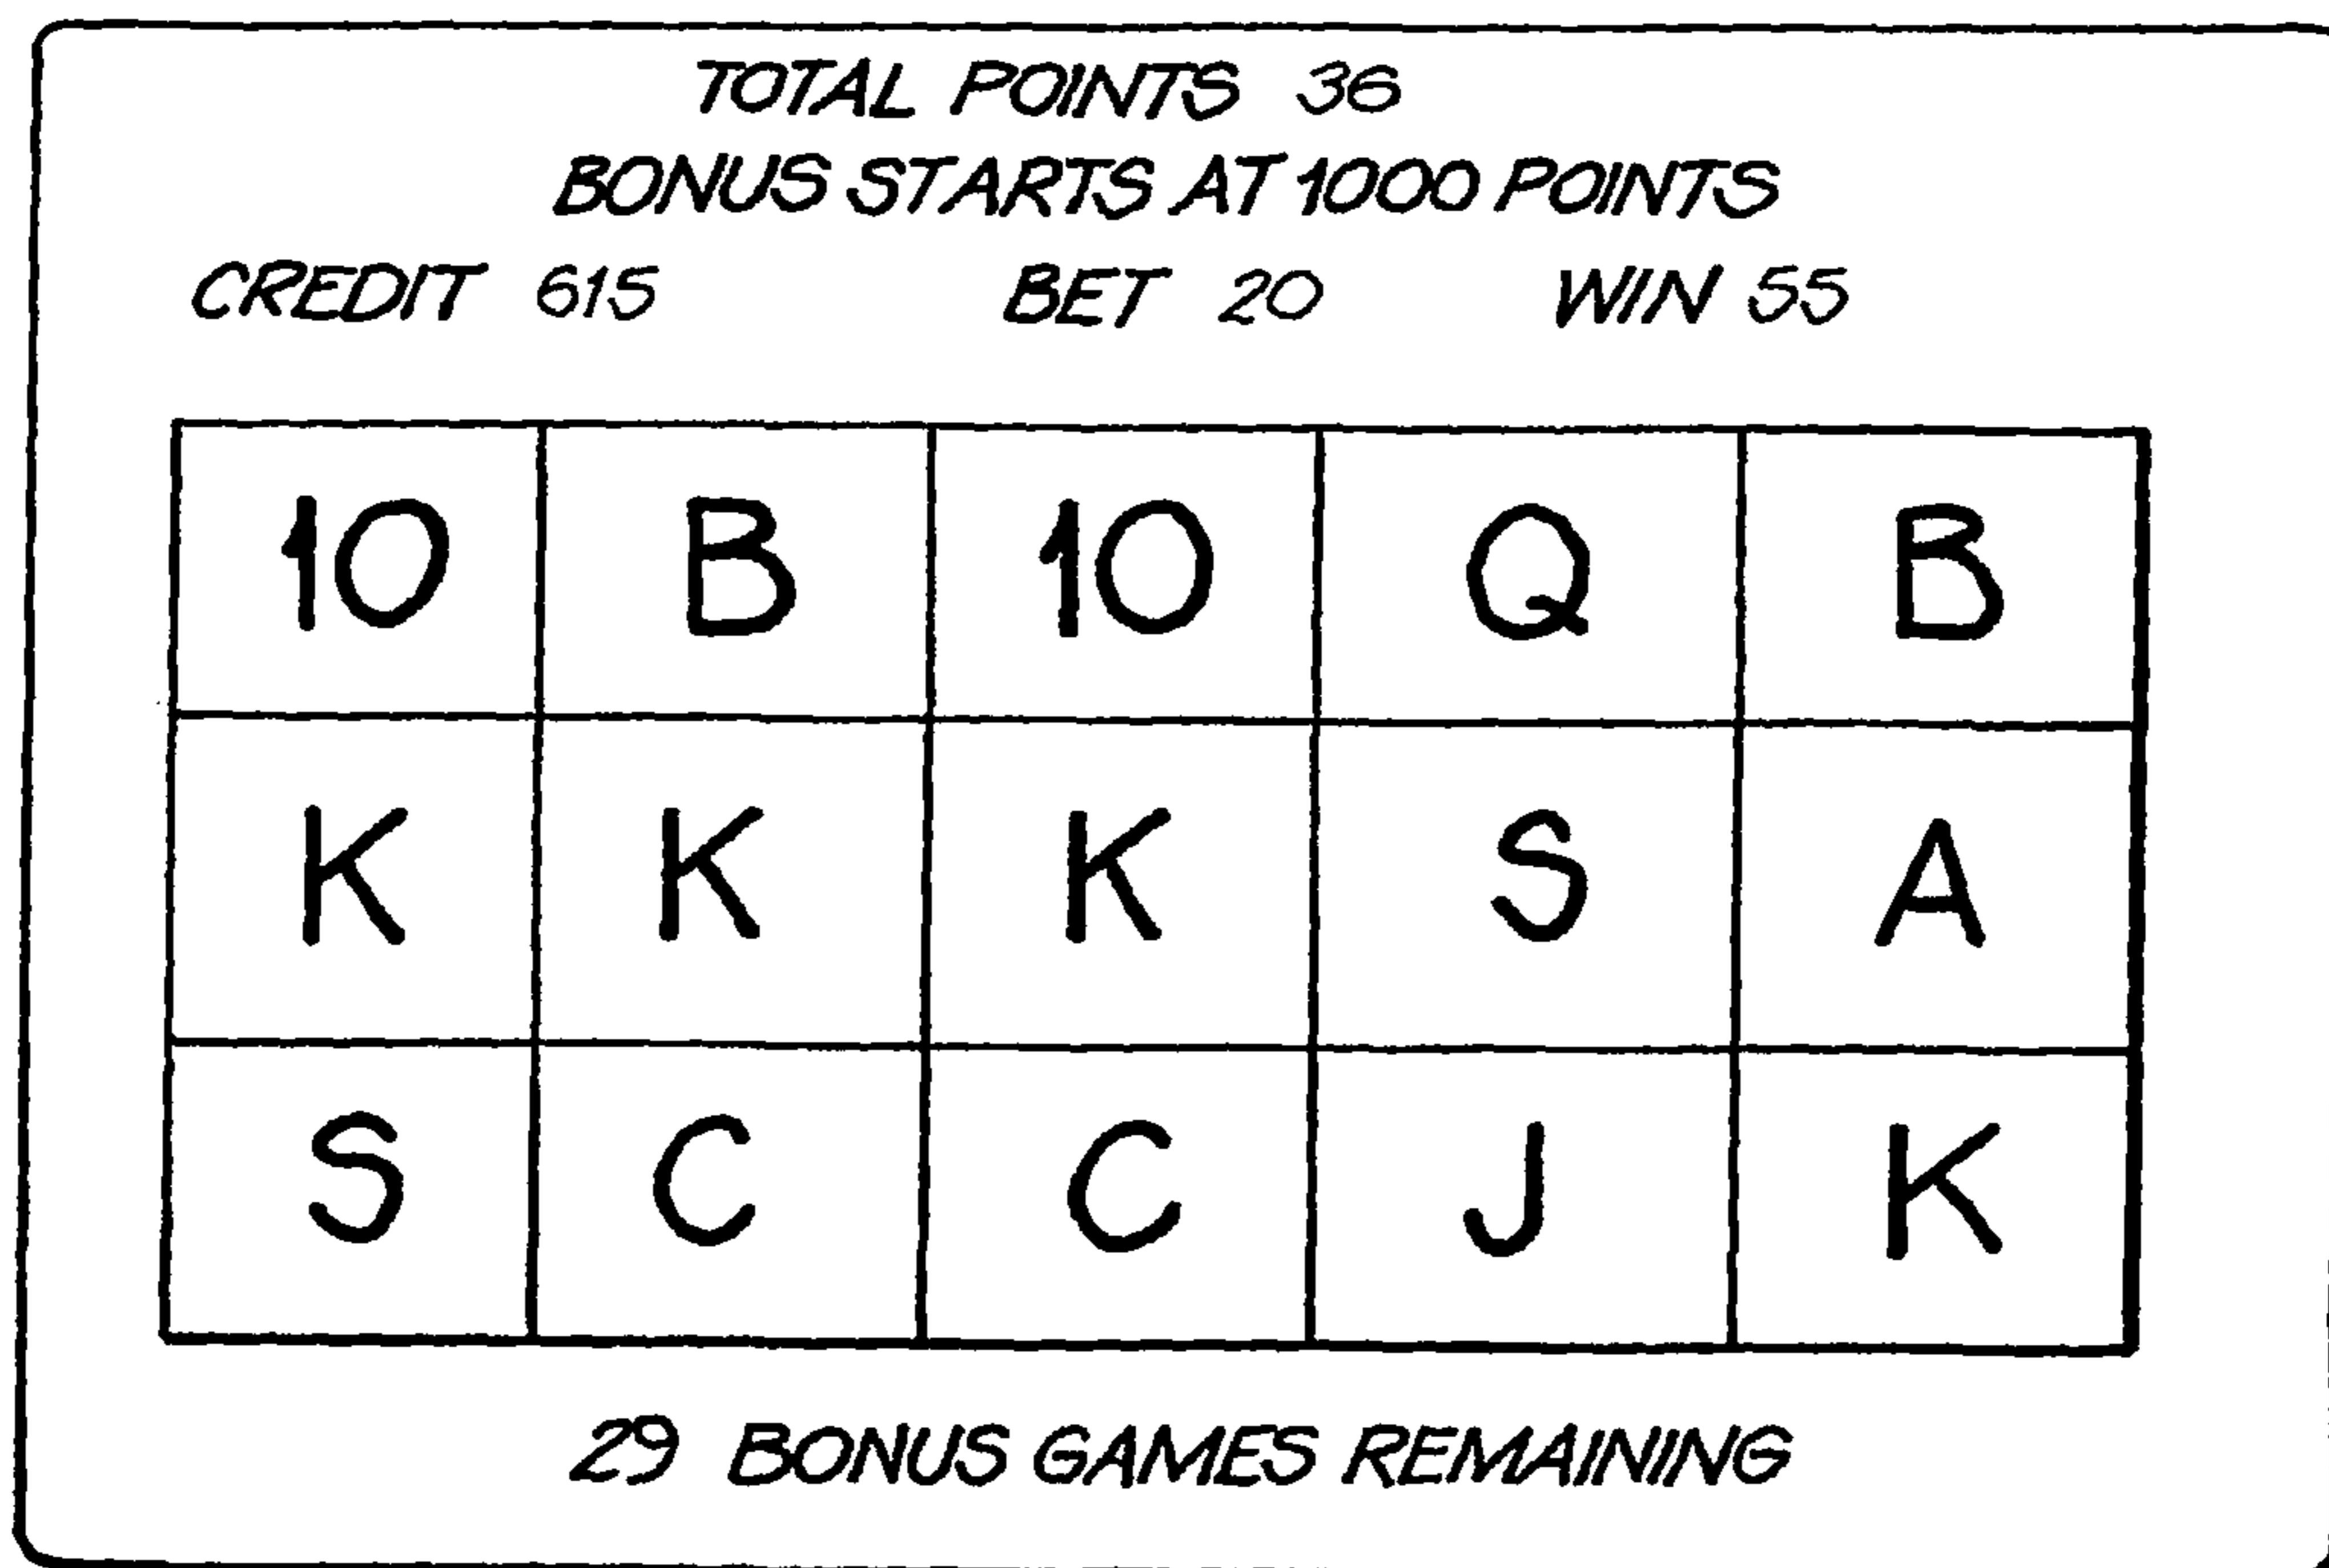 TOTAL POINTS 36
BONUS STARTS AT 1000 POINTS
CREDIT 615 BET 20 WIN 55
10 B 10 Q B
K K K S A
S C C J K
29 BONUS GAMES REMAINING